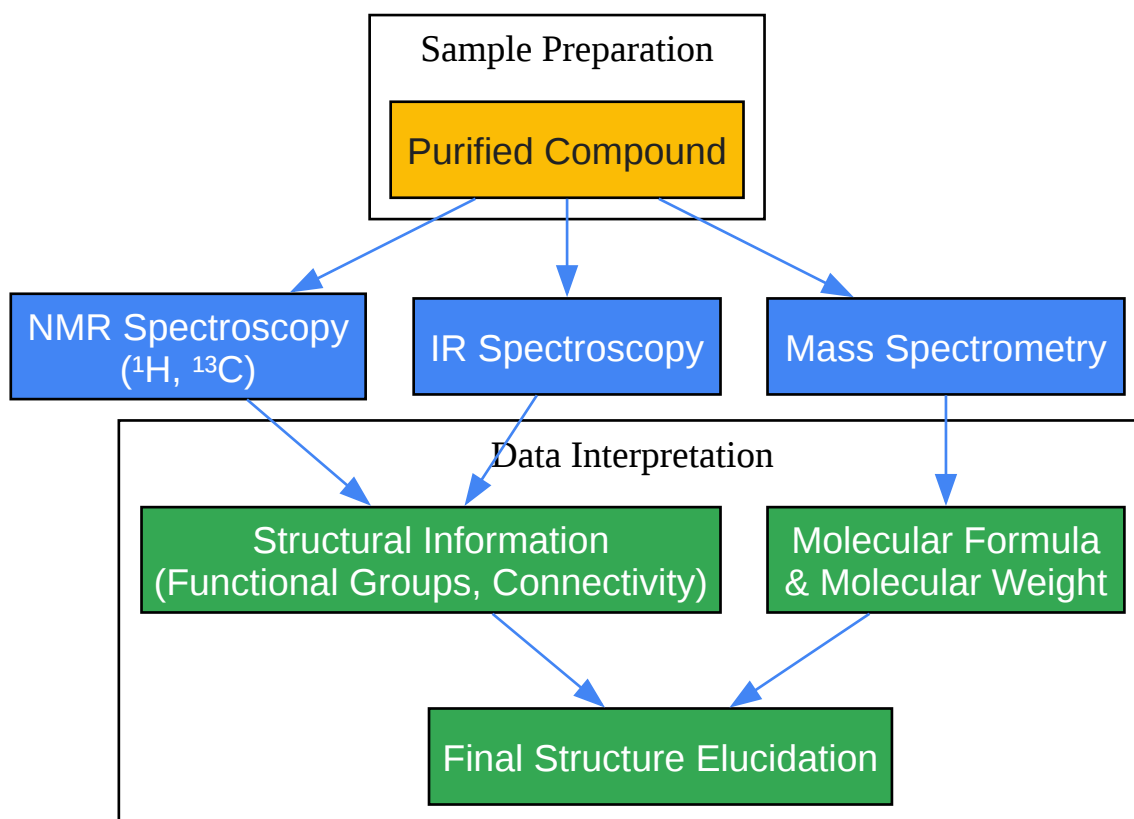 Sample Preparation
Purified Compound
NMR Spectroscopy
(¹H, ¹³C)
IR Spectroscopy
Mass Spectrometry
Data Interpretation
Structural Information
(Functional Groups, Connectivity)
Molecular Formula
& Molecular Weight
Final Structure Elucidation